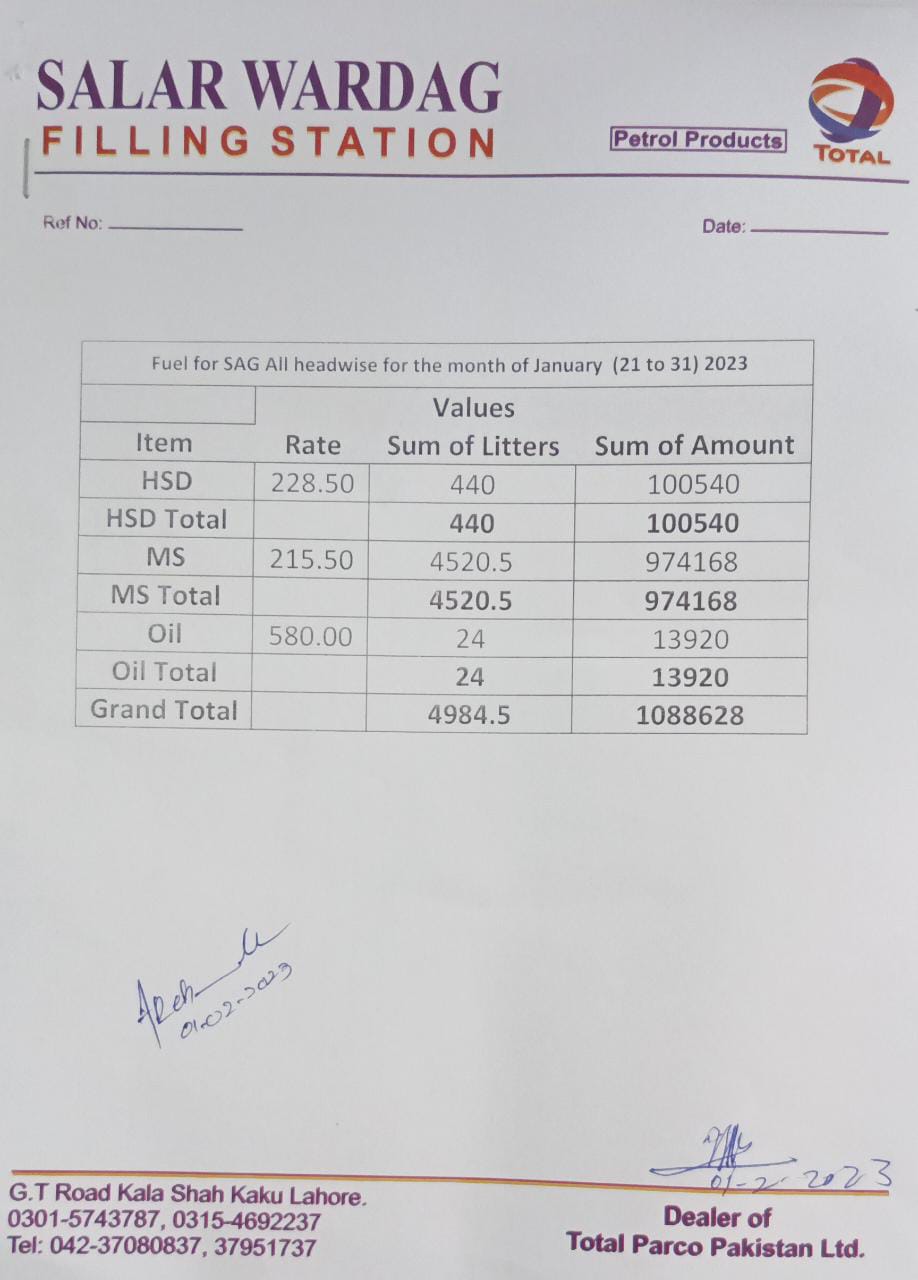 SALAR WARDAG
FILLING STATION
Petrol Products
TOTAL
Ref No:
Date:
Fuel for SAG All headwise for the month of January (21 to 31) 2023
Values
Item Rate Sum of Litters Sum of Amount
HSD 228.50 440 100540
HSD Total 440 100540
MS 215.50 4520.5 974168
MS Total 4520.5 974168
Oil 580.00 24 13920
Oil Total 24 13920
Grand Total 4984.5 1088628
01-02-2023
01-2-2023
G.T Road Kala Shah Kaku Lahore.
0301-5743787, 0315-4692237
Tel: 042-37080837, 37951737
Dealer of
Total Parco Pakistan Ltd.